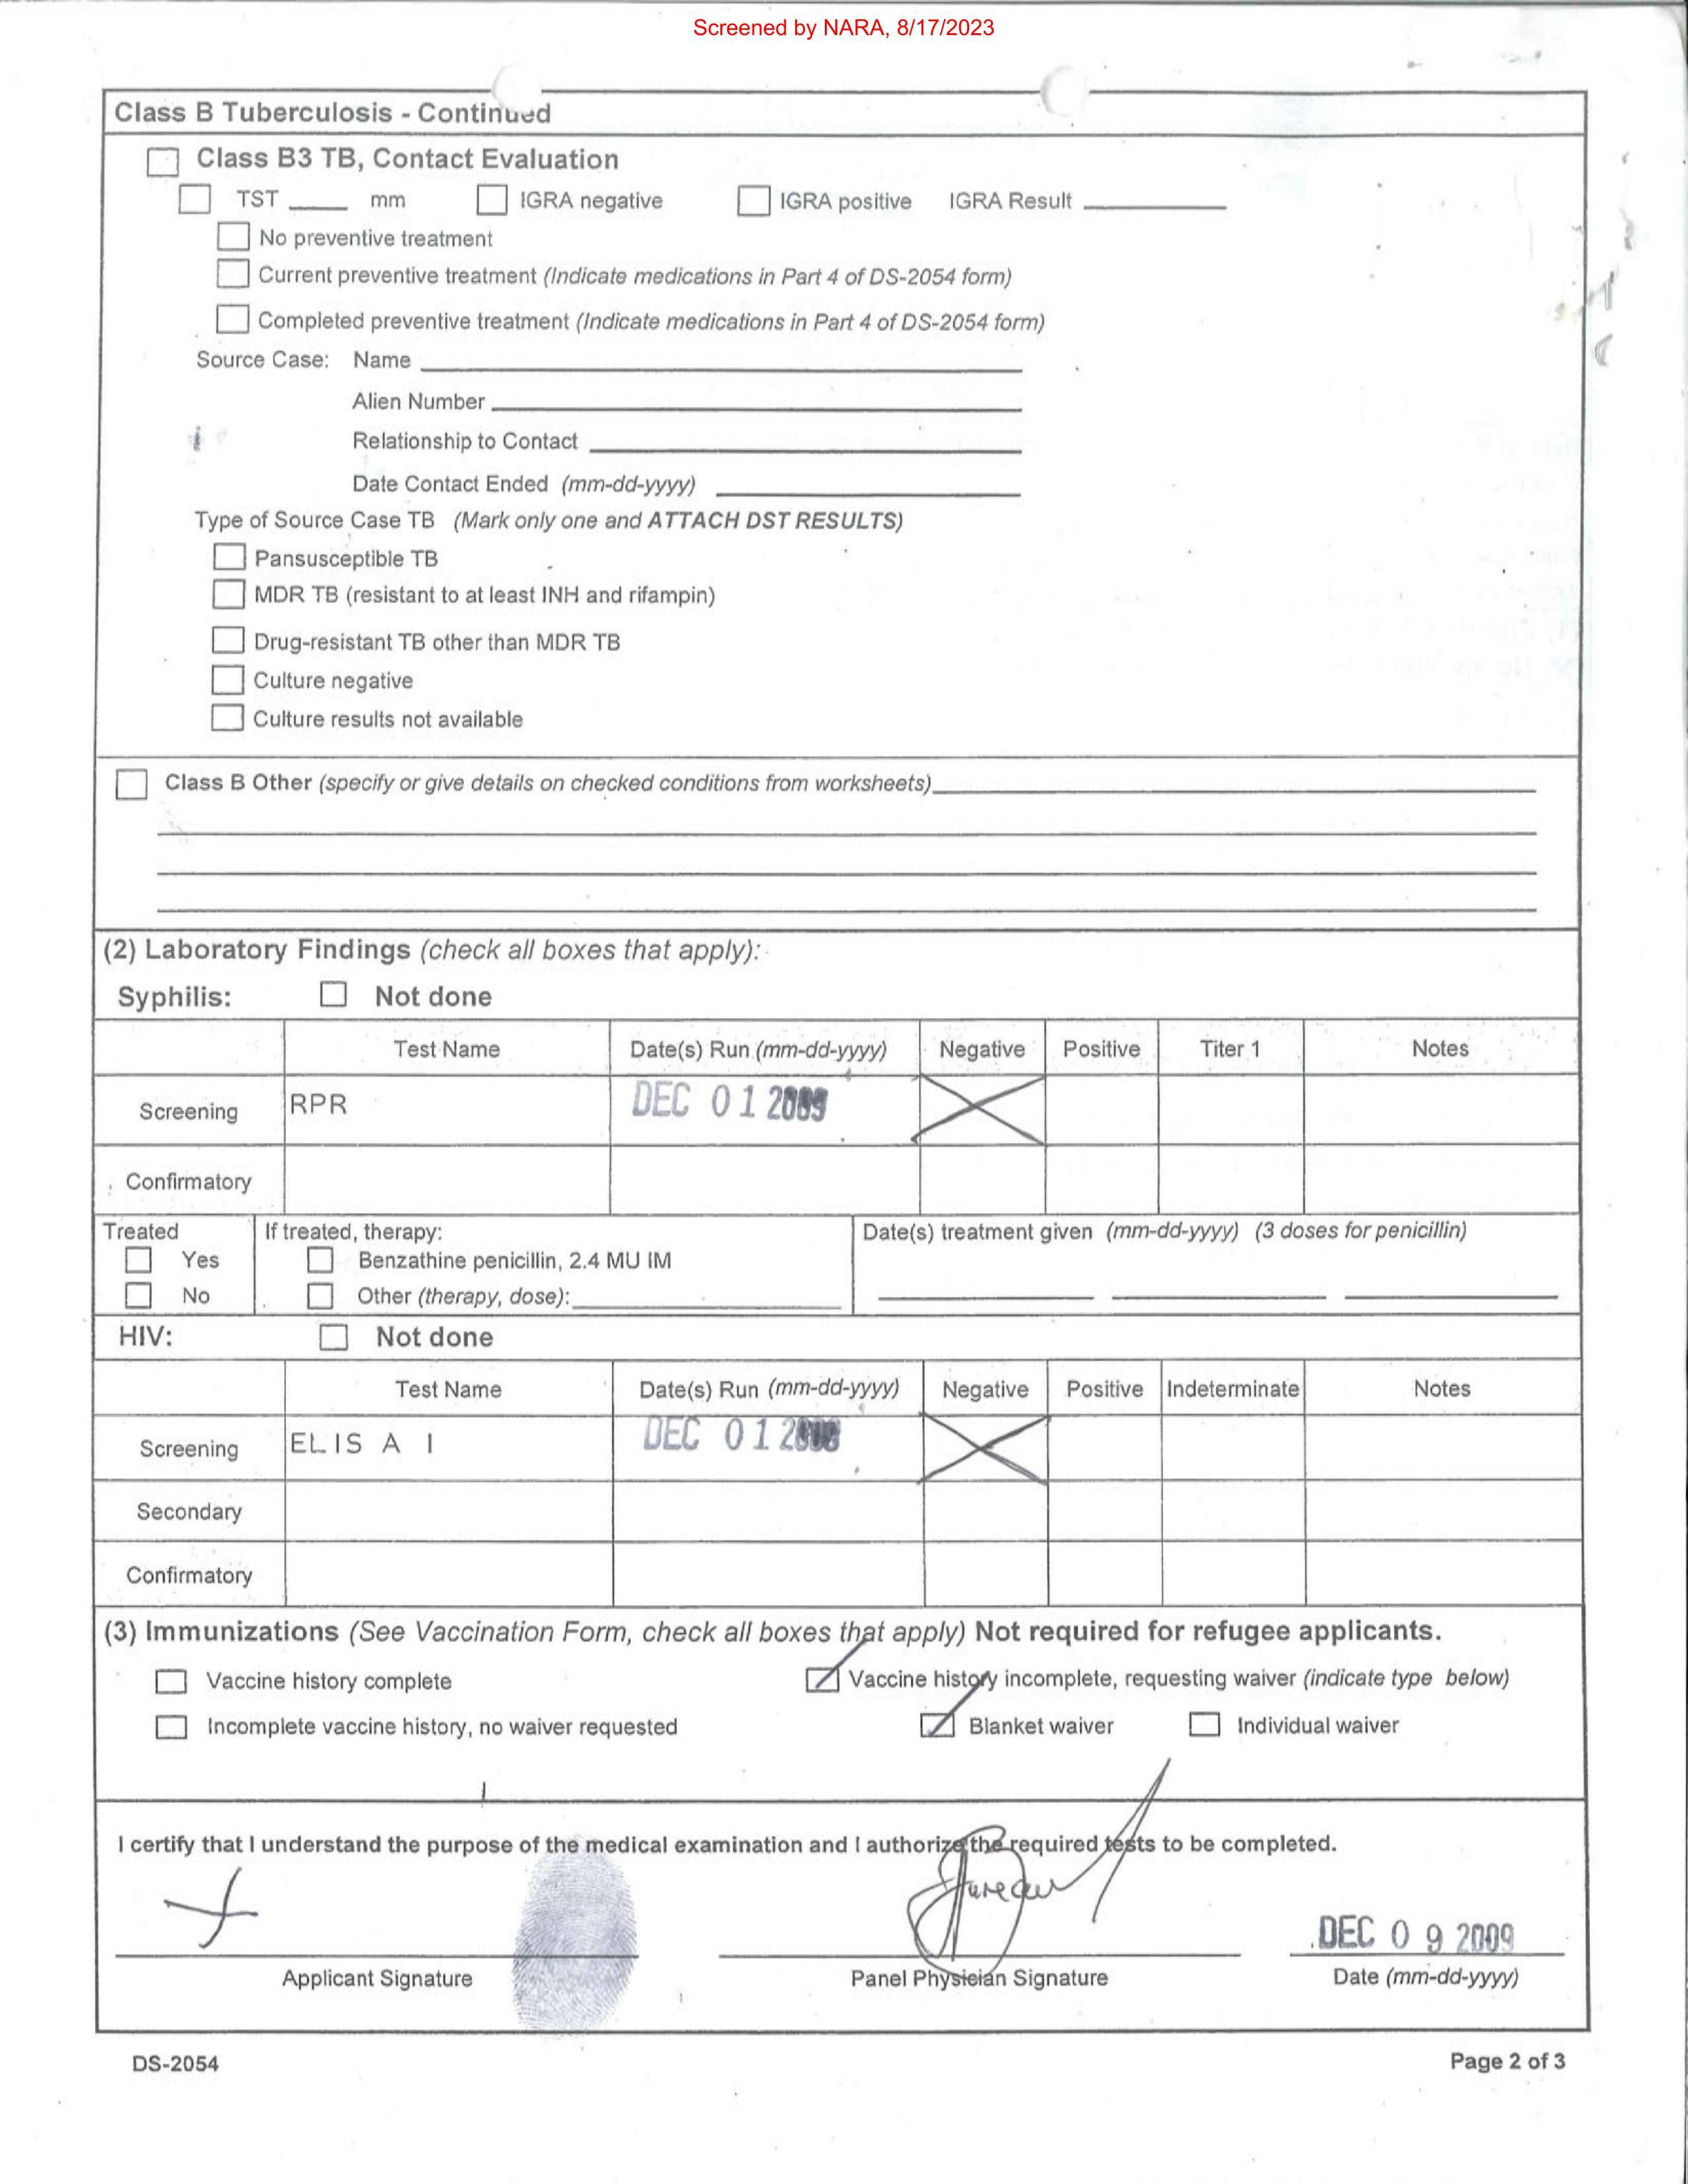 Screened by NARA, 8/17/2023
Class B Tuberculosis - Continued
Class B3 TB, Contact Evaluation
TST ____ mm IGRA negative IGRA positive IGRA Result ________
No preventive treatment
Current preventive treatment (Indicate medications in Part 4 of DS-2054 form)
Completed preventive treatment (Indicate medications in Part 4 of DS-2054 form)
Source Case: Name
Alien Number
Relationship to Contact
Date Contact Ended (mm-dd-yyyy)
Type of Source Case TB (Mark only one and ATTACH DST RESULTS)
Pansusceptible TB
MDR TB (resistant to at least INH and rifampin)
Drug-resistant TB other than MDR TB
Culture negative
Culture results not available
Class B Other (specify or give details on checked conditions from worksheets)
(2) Laboratory Findings (check all boxes that apply):
Syphilis: Not done
Test Name Date(s) Run (mm-dd-yyyy) Negative Positive Titer 1 Notes
Screening RPR DEC 01 2009
Confirmatory
Treated If treated, therapy: Date(s) treatment given (mm-dd-yyyy) (3 doses for penicillin)
Yes Benzathine penicillin, 2.4 MU IM
No Other (therapy, dose):
HIV: Not done
Test Name Date(s) Run (mm-dd-yyyy) Negative Positive Indeterminate Notes
Screening ELIS A I DEC 01
Secondary
Confirmatory
(3) Immunizations (See Vaccination Form, check all boxes that apply) Not required for refugee applicants.
Vaccine history complete Vaccine history incomplete, requesting waiver (indicate type below)
Incomplete vaccine history, no waiver requested Blanket waiver Individual waiver
I certify that I understand the purpose of the medical examination and I authorize the required tests to be completed.
DEC 09 2009
Applicant Signature Panel Physician Signature Date (mm-dd-yyyy)
DS-2054 Page 2 of 3